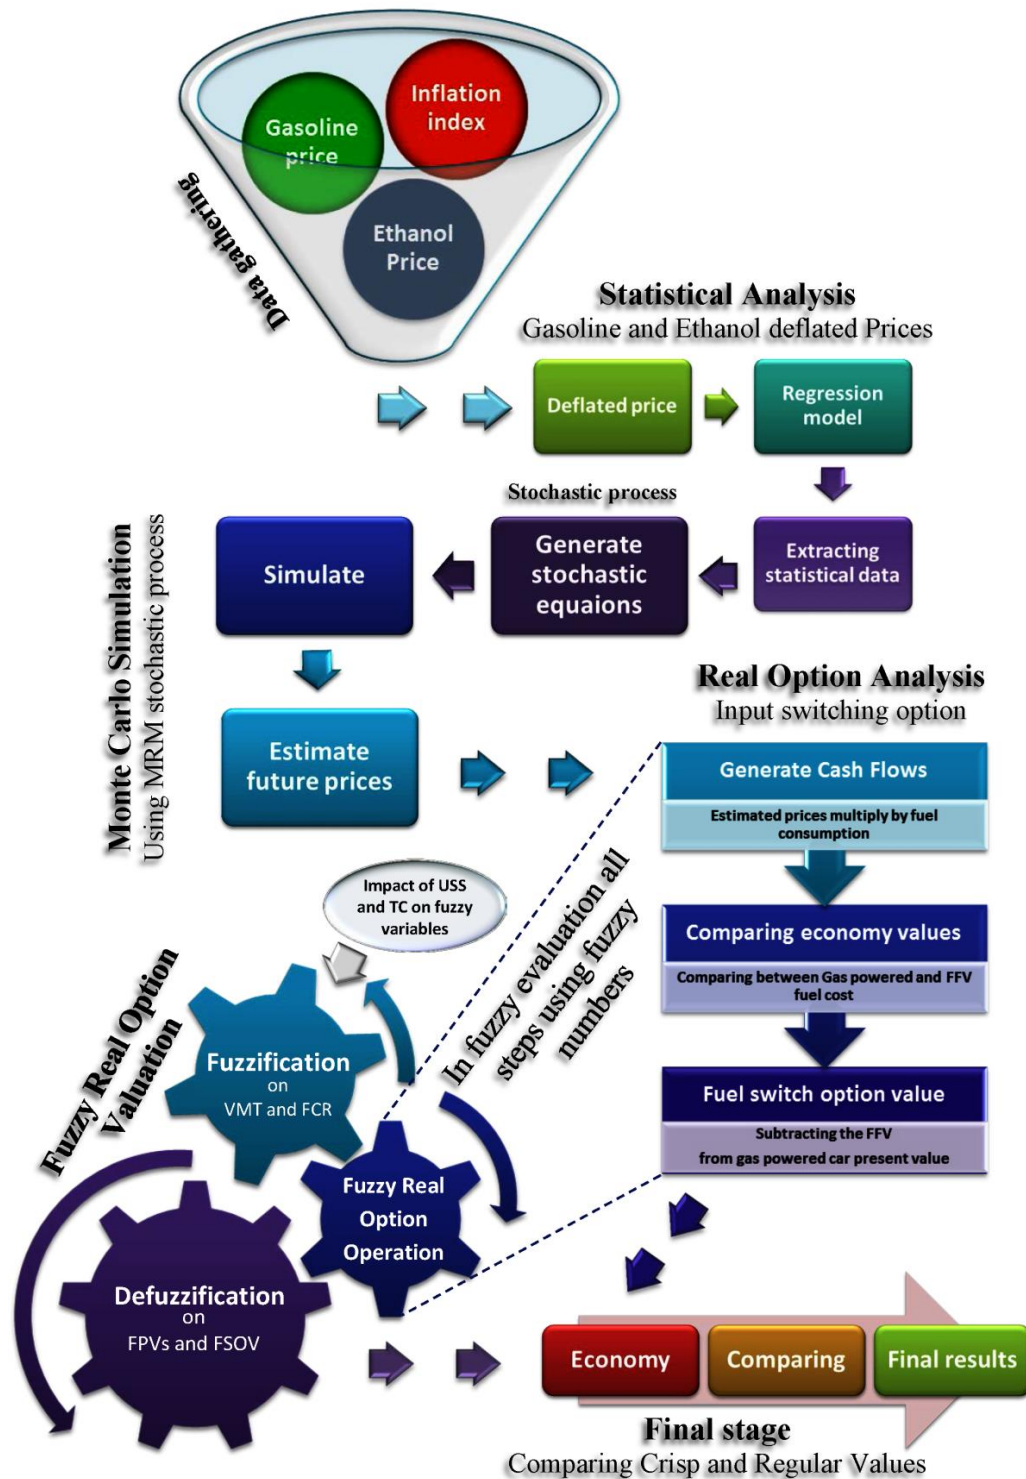 Gasoline
price
Inflation
index
Ethanol
Price
Data gathering
Statistical Analysis
Gasoline and Ethanol deflated Prices
Deflated price
Regression
model
Stochastic process
Extracting
statistical data
Generate
stochastic
equaions
Simulate
Monte Carlo Simulation
Using MRM stochastic process
Estimate
future prices
Real Option Analysis
Input switching option
Generate Cash Flows
Estimated prices multiply by fuel
consumption
Comparing economy values
Comparing between Gas powered and FFV
fuel cost
Fuel switch option value
Subtracting the FFV
from gas powered car present value
In fuzzy evaluation all
steps using fuzzy
numbers
Impact of USS
and TC on fuzzy
variables
Fuzzy Real Option
Valuation
Fuzzification
on
VMT and FCR
Fuzzy Real
Option
Operation
Defuzzification
on
FPVs and FSOV
Economy
Comparing
Final results
Final stage
Comparing Crisp and Regular Values